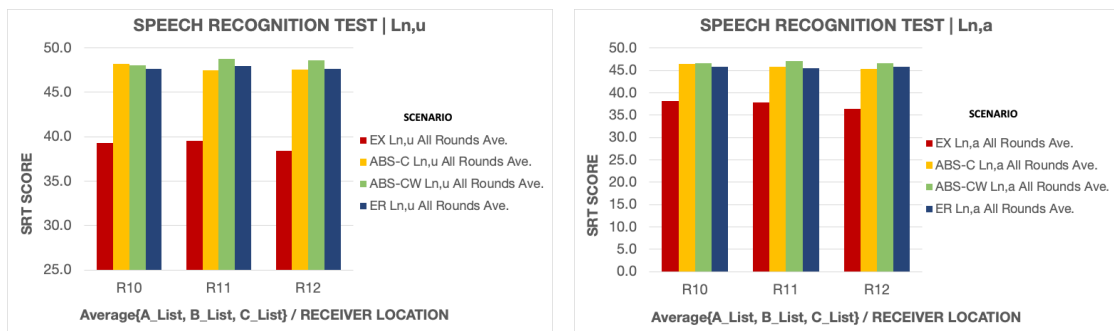 SPEECH RECOGNITION TEST | Ln,u
SRT SCORE
50.0
45.0
40.0
35.0
30.0
25.0
R10
R11
R12
Average{A_List, B_List, C_List} / RECEIVER LOCATION
SCENARIO
EX Ln,u All Rounds Ave.
ABS-C Ln,u All Rounds Ave.
ABS-CW Ln,u All Rounds Ave.
ER Ln,u All Rounds Ave.
SPEECH RECOGNITION TEST | Ln,a
SRT SCORE
50.0
45.0
40.0
35.0
30.0
25.0
20.0
15.0
10.0
5.0
0.0
R10
R11
R12
Average{A_List, B_List, C_List} / RECEIVER LOCATION
SCENARIO
EX Ln,a All Rounds Ave.
ABS-C Ln,a All Rounds Ave.
ABS-CW Ln,a All Rounds Ave.
ER Ln,a All Rounds Ave.